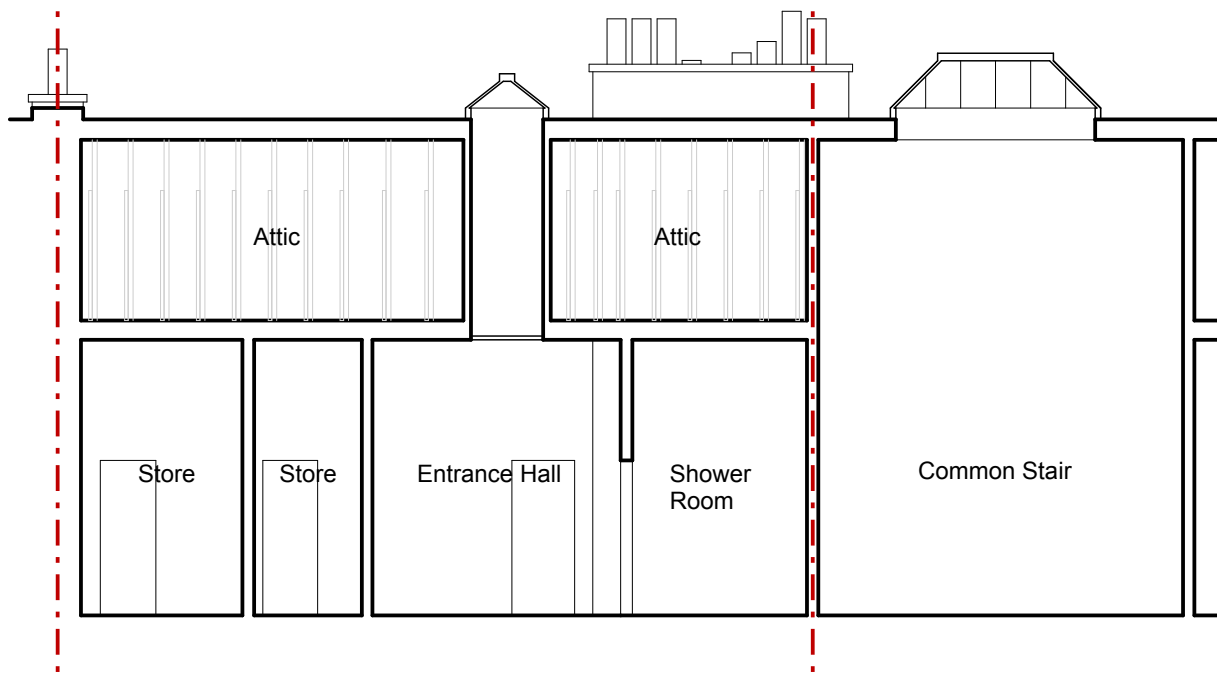 Attic
Attic
Store
Store
Entrance Hall
Shower
Room
Common Stair